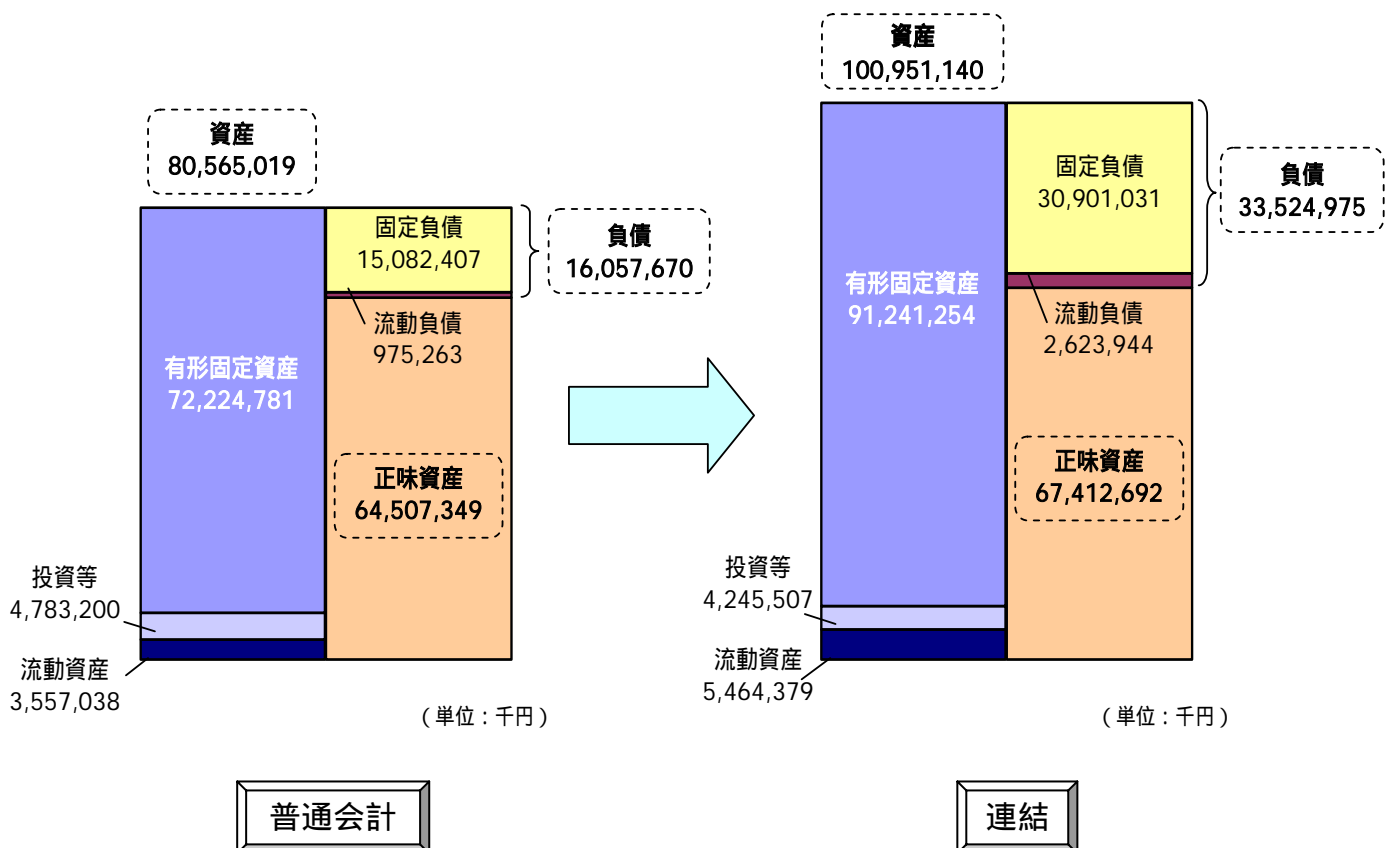 資産
80,565,019
固定負債
15,082,407
負債
16,057,670
流動負債
975,263
有形固定資産
72,224,781
正味資産
64,507,349
投資等
4,783,200
流動資産
3,557,038
（単位：千円）
普通会計
資産
100,951,140
固定負債
30,901,031
負債
33,524,975
有形固定資産
91,241,254
流動負債
2,623,944
正味資産
67,412,692
投資等
4,245,507
流動資産
5,464,379
（単位：千円）
連結